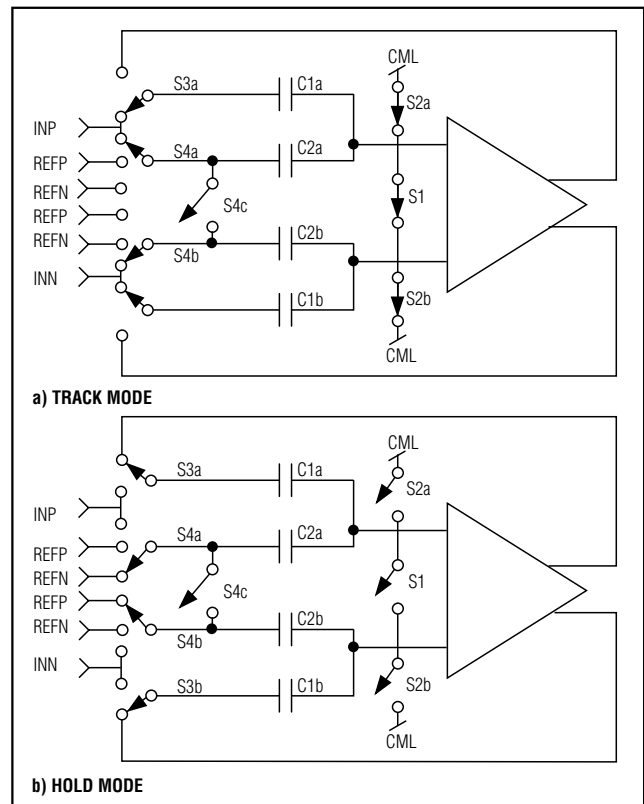 CML
S3a
C1a
S2a
INP
S4a
C2a
REFP
REFN
S4c
S1
REFP
REFN
S4b
C2b
INN
S2b
C1b
CML
a) TRACK MODE
CML
S3a
C1a
S2a
INP
S4a
C2a
REFP
REFN
S4c
S1
REFP
REFN
S4b
C2b
INN
S3b
C1b
S2b
CML
b) HOLD MODE